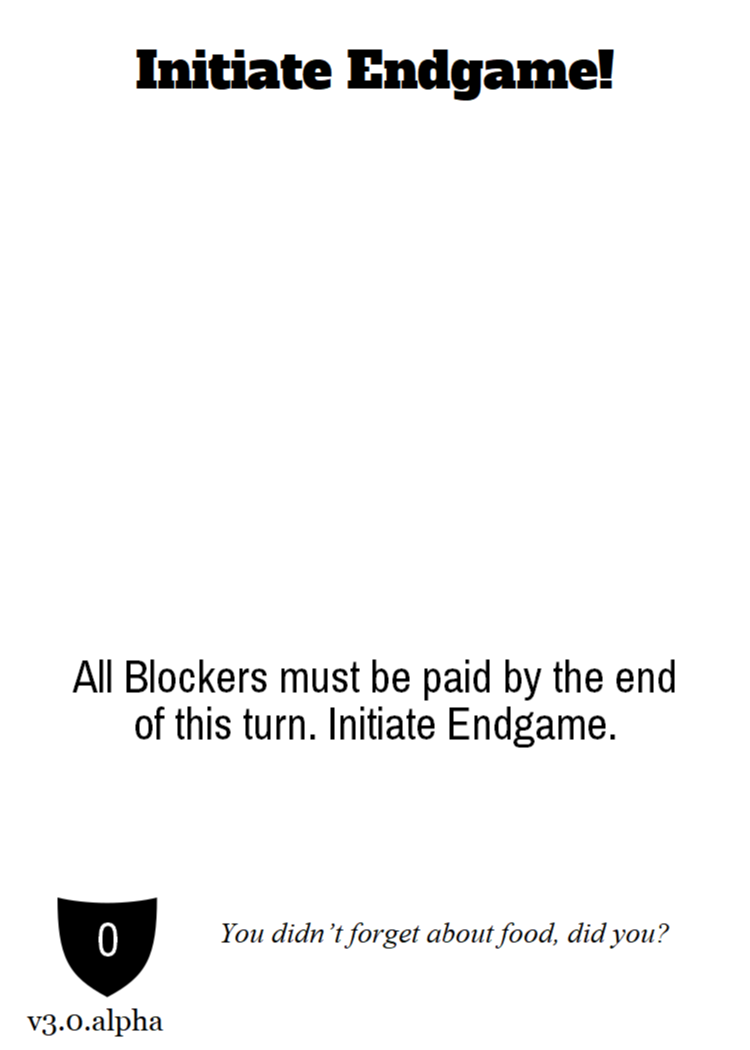 Initiate Endgame!
All Blockers must be paid by the end
of this turn. Initiate Endgame.
0
You didn’t forget about food, did you?
v3.0.alpha